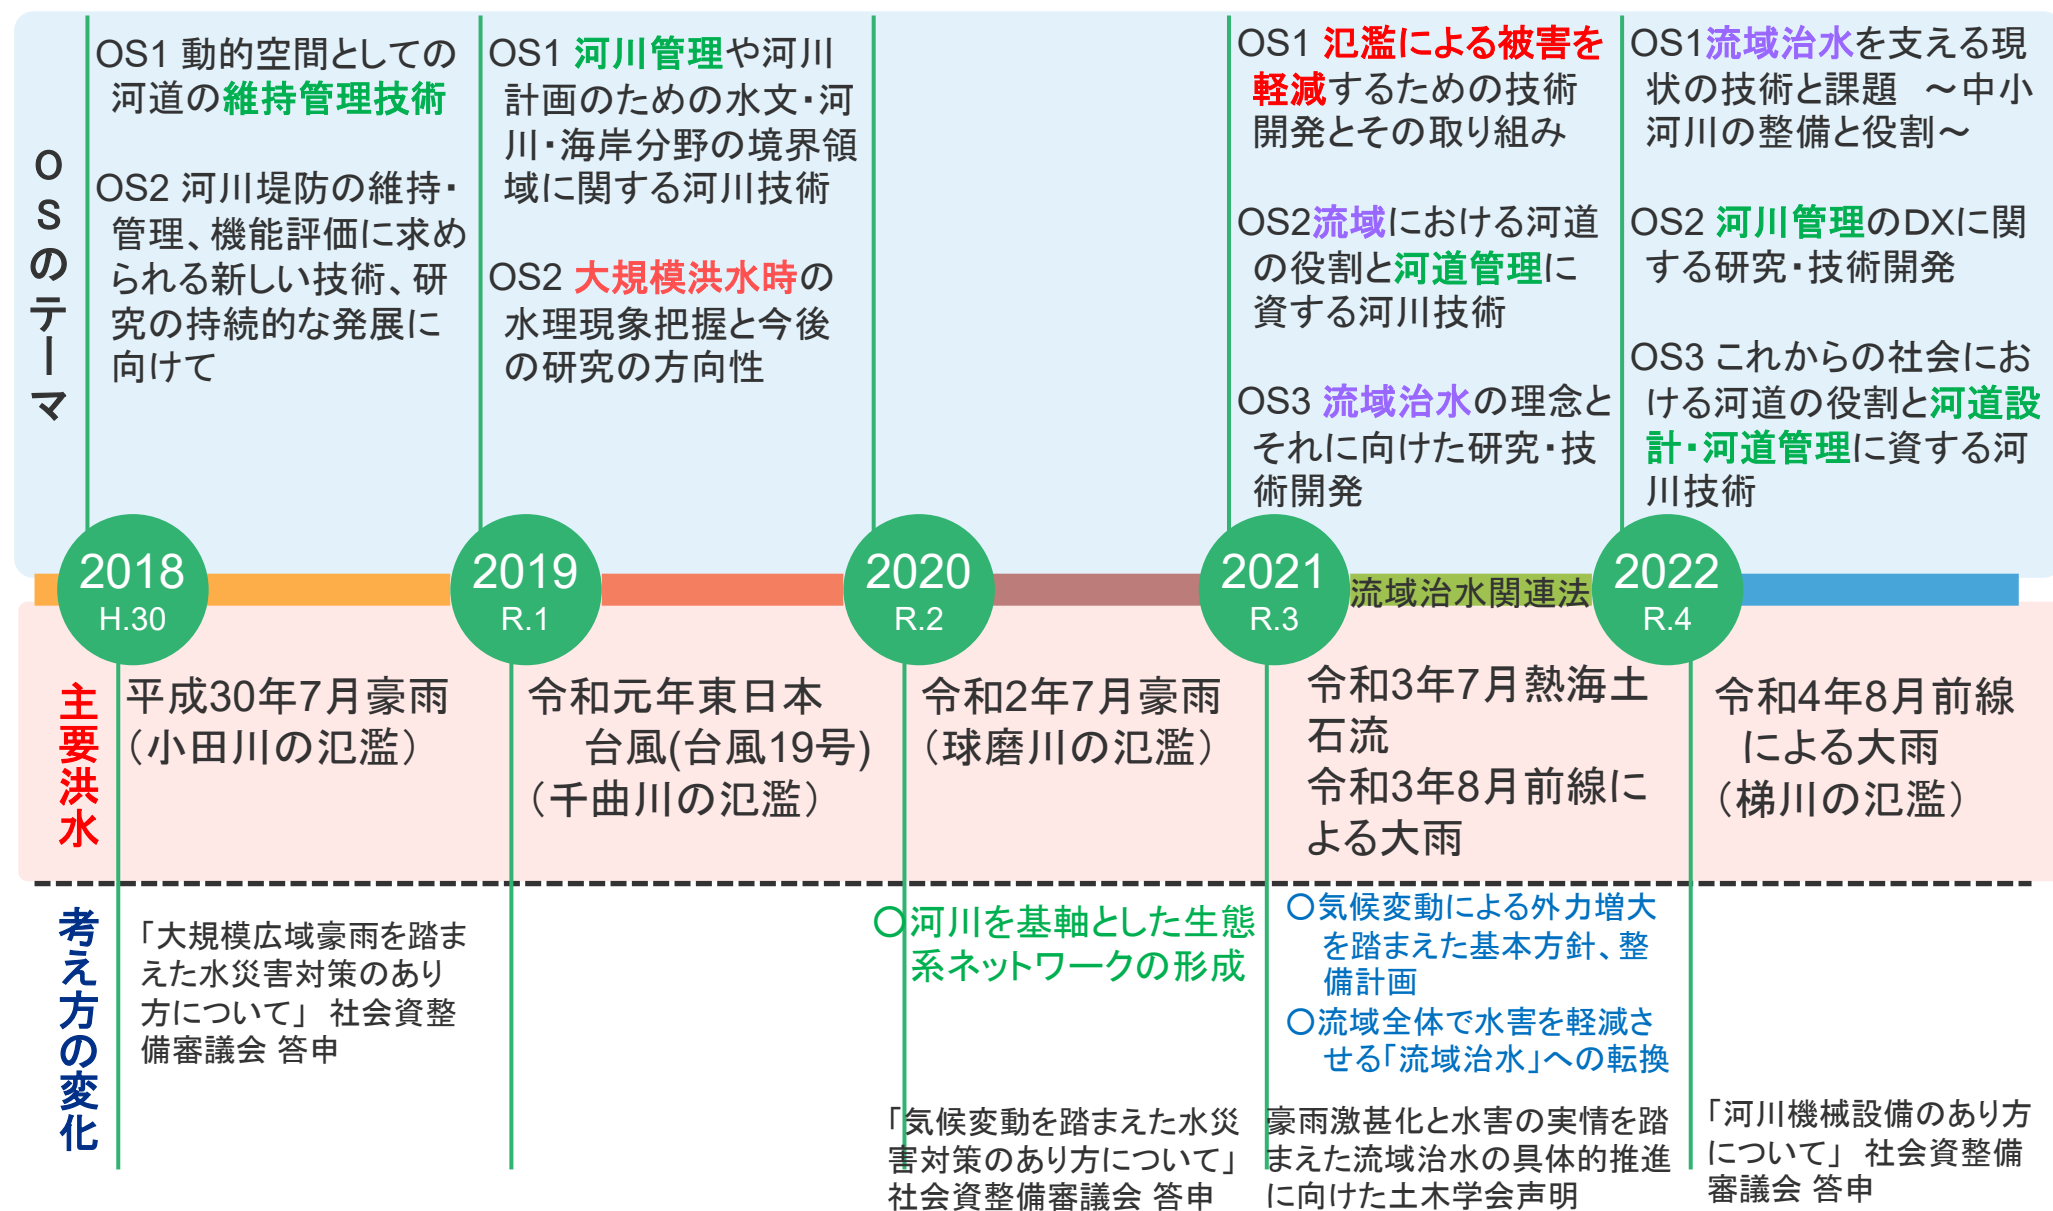 OSのテーマ
OS1 動的空間としての
河道の維持管理技術
OS2 河川堤防の維持・
管理、機能評価に求め
られる新しい技術、研
究の持続的な発展に
向けて
OS1 河川管理や河川
計画のための水文・河
川・海岸分野の境界領
域に関する河川技術
OS2 大規模洪水時の
水理現象把握と今後
の研究の方向性
OS1 氾濫による被害を
軽減するための技術
開発とその取り組み
OS2流域における河道
の役割と河道管理に
資する河川技術
OS3 流域治水の理念と
それに向けた研究・技
術開発
OS1流域治水を支える現
状の技術と課題　～中小
河川の整備と役割～
OS2 河川管理のDXに関
する研究・技術開発
OS3 これからの社会にお
ける河道の役割と河道設
計・河道管理に資する河
川技術
2018
H.30
2019
R.1
2020
R.2
2021
R.3
流域治水関連法
2022
R.4
主要洪水
平成30年7月豪雨
（小田川の氾濫）
令和元年東日本
台風(台風19号)
（千曲川の氾濫）
令和2年7月豪雨
（球磨川の氾濫）
令和3年7月熱海土
石流
令和3年8月前線に
よる大雨
令和4年8月前線
による大雨
（梯川の氾濫）
考え方の変化
「大規模広域豪雨を踏ま
えた水災害対策のあり
方について」 社会資整
備審議会 答申
○河川を基軸とした生態
系ネットワークの形成
「気候変動を踏まえた水災
害対策のあり方について」
社会資整備審議会 答申
○気候変動による外力増大
を踏まえた基本方針、整
備計画
○流域全体で水害を軽減さ
せる「流域治水」への転換
豪雨激甚化と水害の実情を踏
まえた流域治水の具体的推進
に向けた土木学会声明
「河川機械設備のあり方
について」 社会資整備
審議会 答申